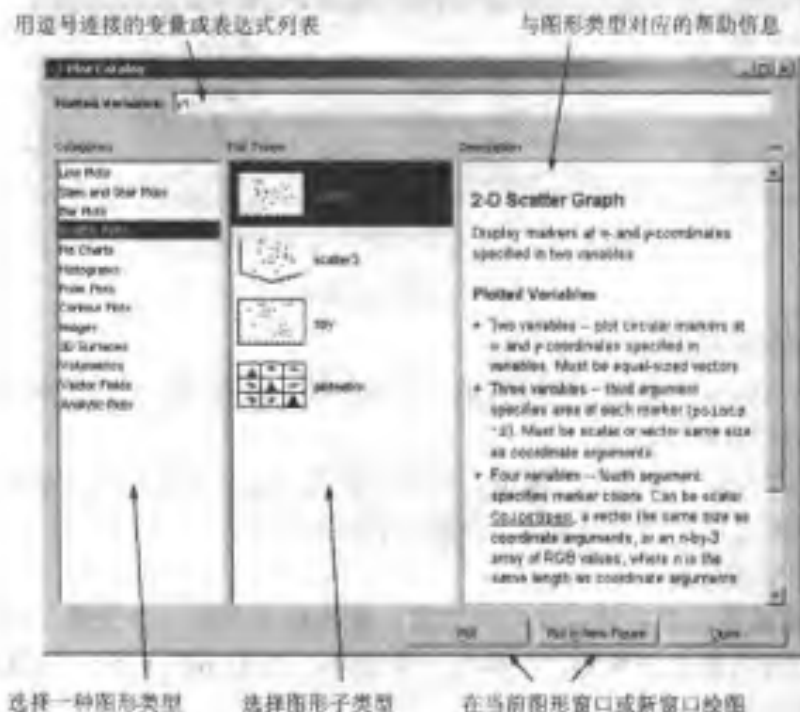 用逗号连接的变量或表达式列表
与图形类型对应的帮助信息
Plot Catalog
Plotted Variables:
Categories
Plot Types
Description
Line Plots
Stem and Stair Plots
Bar Plots
Scatter Plots
Pie Charts
Histograms
Polar Plots
Contour Plots
Images
3D Surfaces
Volumetrics
Vector Fields
Analytic Plots
scatter3
spy
plotmatrix
2-D Scatter Graph
Display markers at x- and y-coordinates
specified in two variables
Plotted Variables
Two variables – plot circular markers at
x- and y-coordinates specified in
variables. Must be equal-sized vectors
Three variables – third argument
specifies area of each marker (points
^2). Must be scalar or vector same size
as coordinate arguments.
Four variables – fourth argument
specifies marker colors. Can be scalar
ColorSpec, a vector the same size as
coordinate arguments, or an n-by-3
array of RGB values, where n is the
same length as coordinate arguments
Plot
Plot in New Figure
Close
选择一种图形类型
选择图形子类型
在当前图形窗口或新窗口绘图